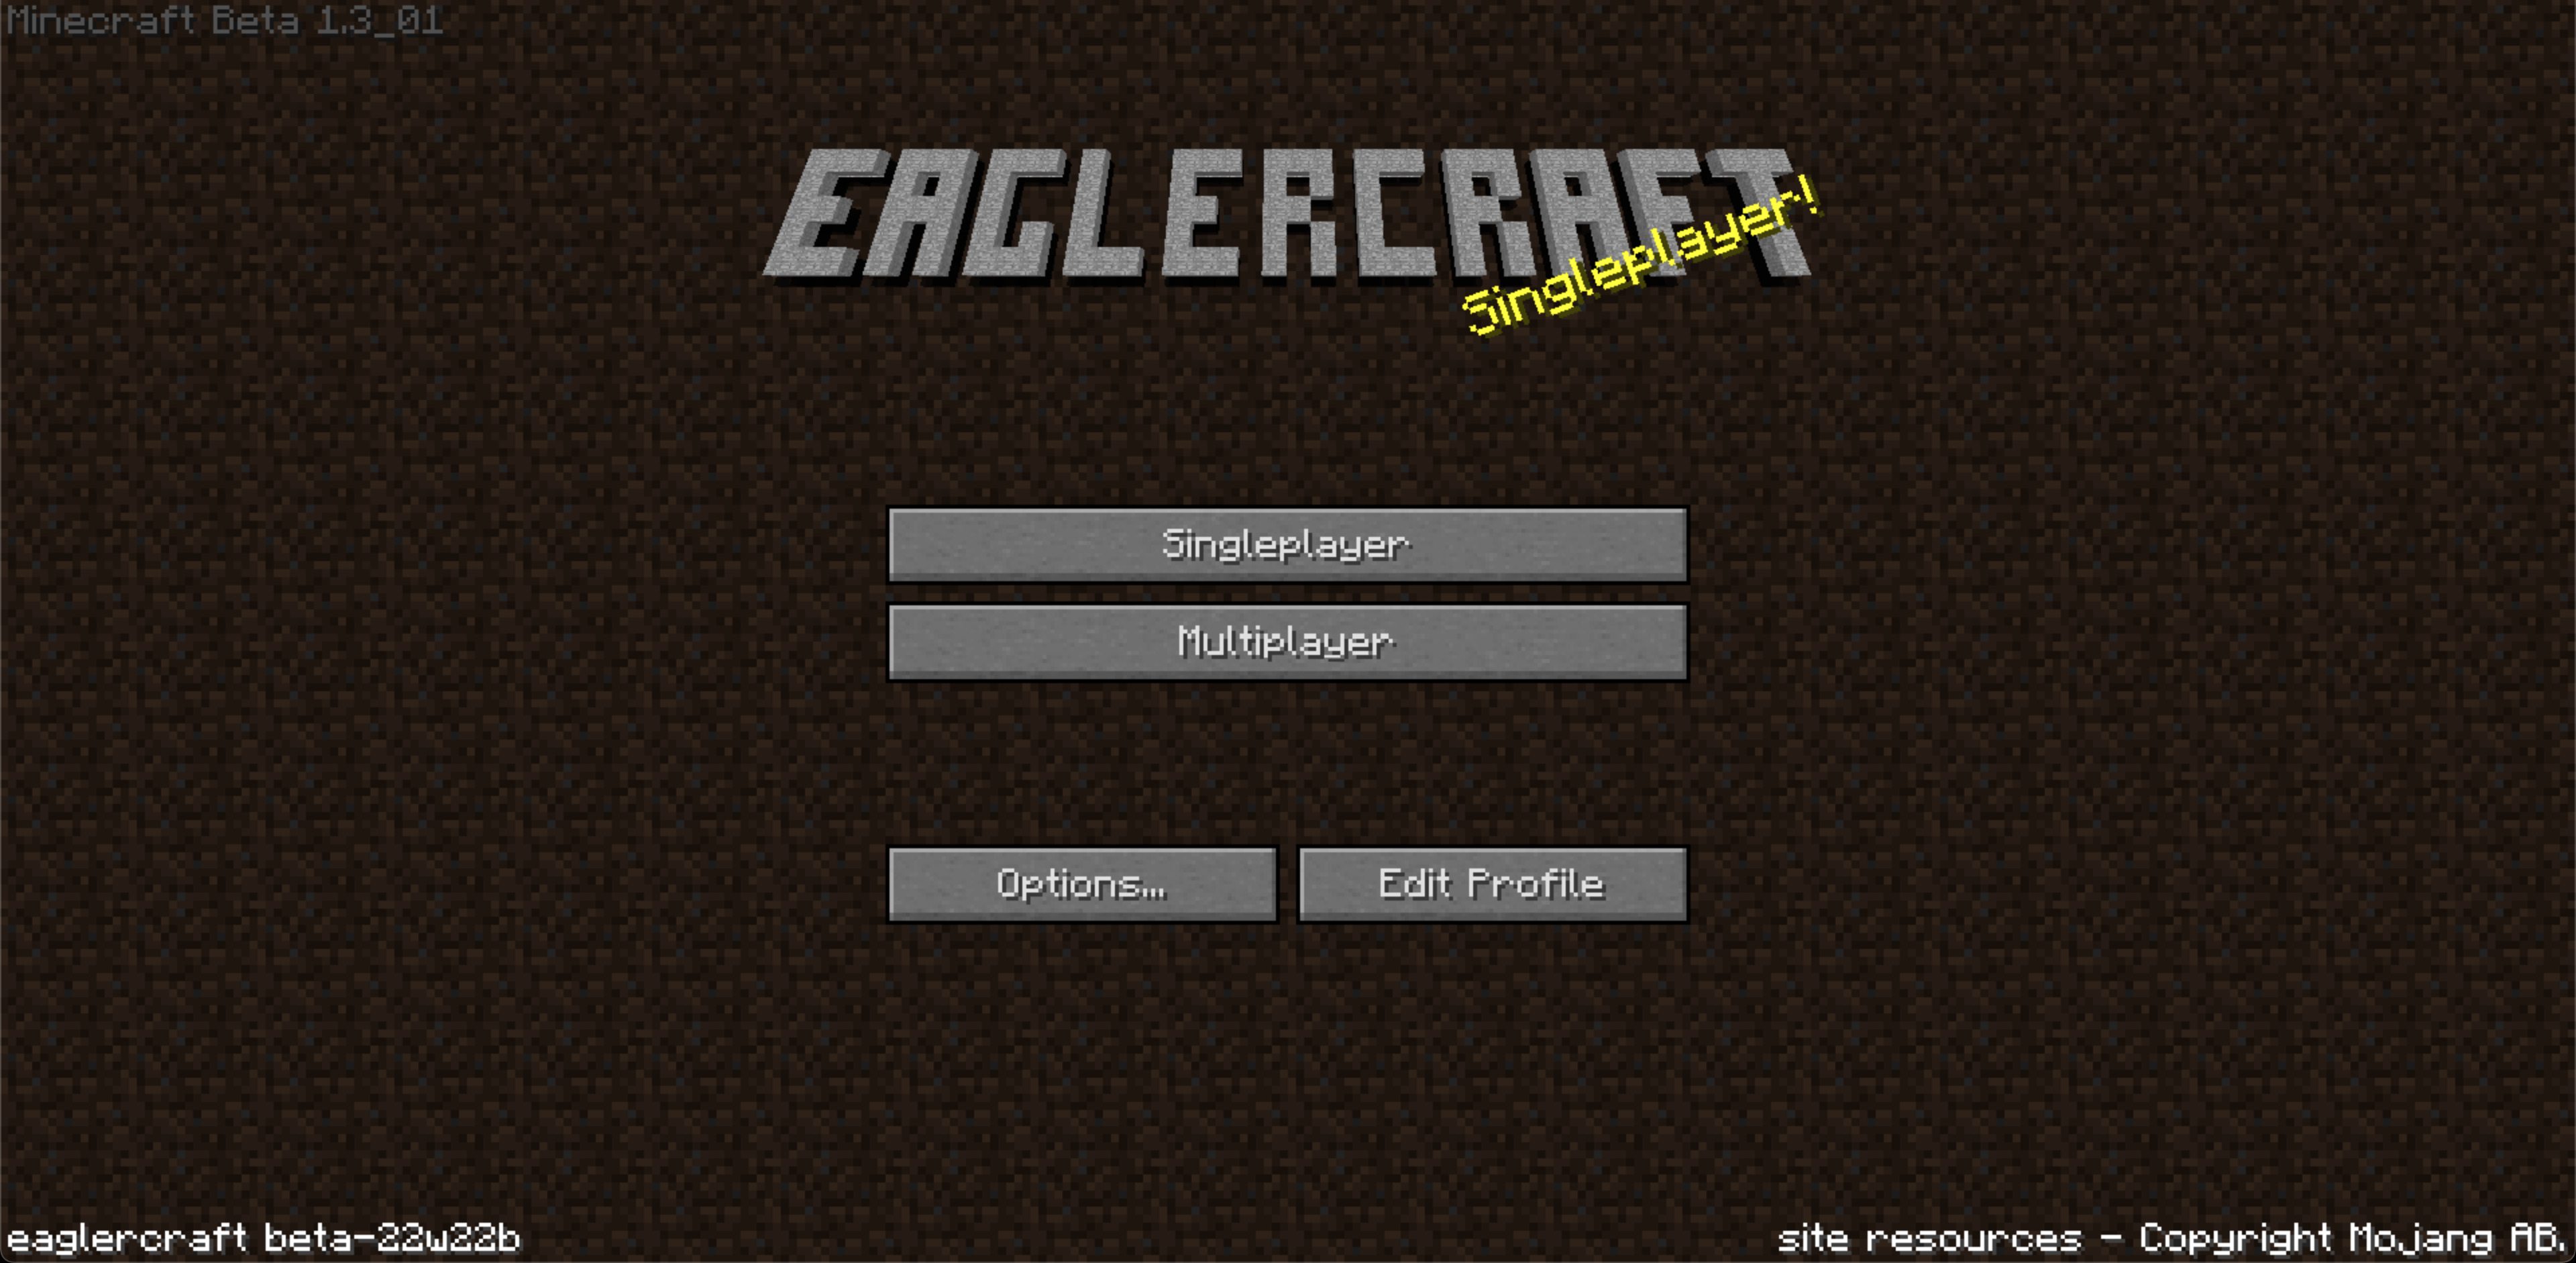 Minecraft Beta 1.3_01
EAGLERCRAFT
Singleplayer!
Singleplayer
Multiplayer
Options...
Edit Profile
eaglercraft beta-22w22b
site resources - Copyright Mojang AB.